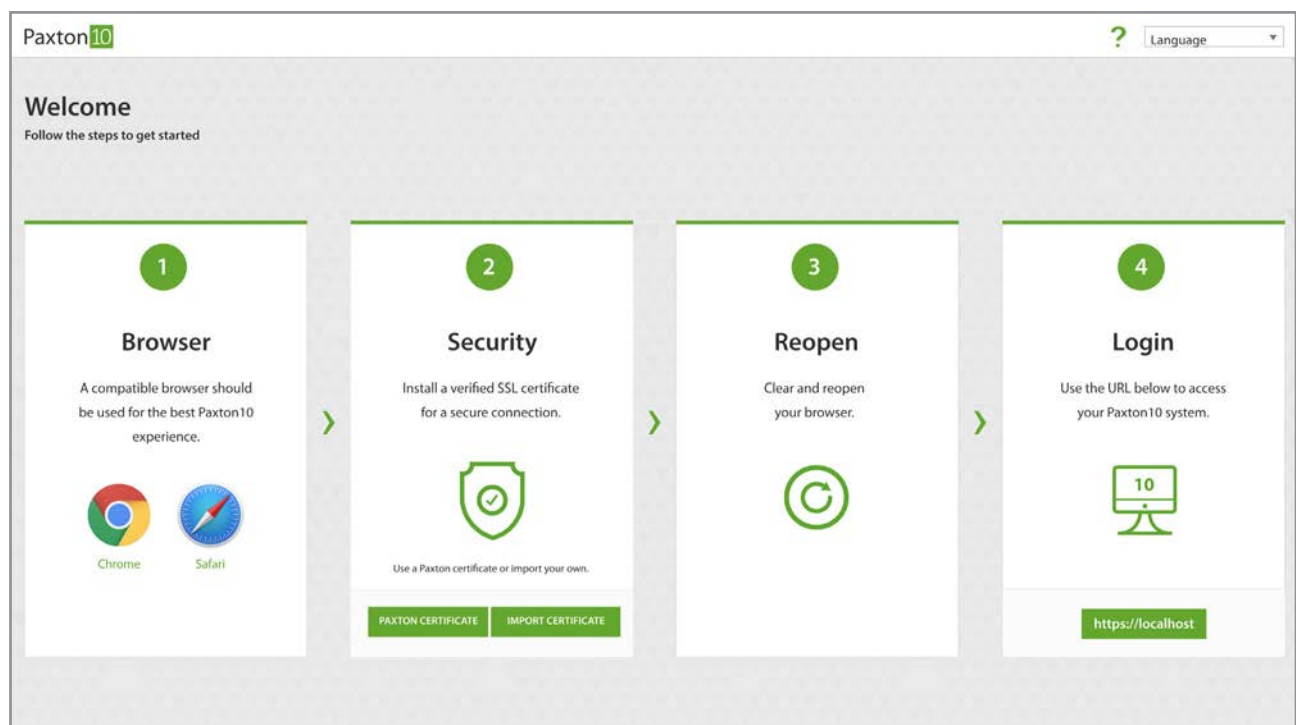 Paxton10
?
Language
Welcome
Follow the steps to get started
1
Browser
A compatible browser should
be used for the best Paxton10
experience.
Chrome
Safari
2
Security
Install a verified SSL certificate
for a secure connection.
Use a Paxton certificate or import your own.
PAXTON CERTIFICATE
IMPORT CERTIFICATE
3
Reopen
Clear and reopen
your browser.
4
Login
Use the URL below to access
your Paxton10 system.
10
https://localhost